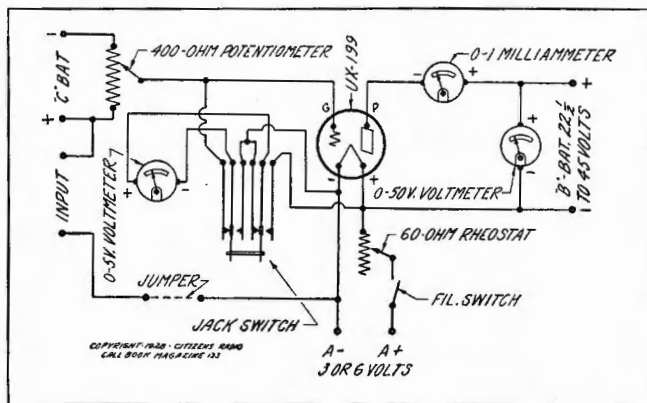 400-OHM POTENTIOMETER
UX-199
0-1 MILLIAMMETER
-
"C" BAT
+
INPUT
0-5V. VOLTMETER
+
-
G
P
-
+
-
+
+
-
+
"B"-BAT. 22½
TO 45 VOLTS
-
0-50V. VOLTMETER
60-OHM RHEOSTAT
FIL. SWITCH
JUMPER
JACK SWITCH
A-
A+
3 OR 6 VOLTS
COPYRIGHT-1928-CITIZENS RADIO
CALL BOOK MAGAZINE 133